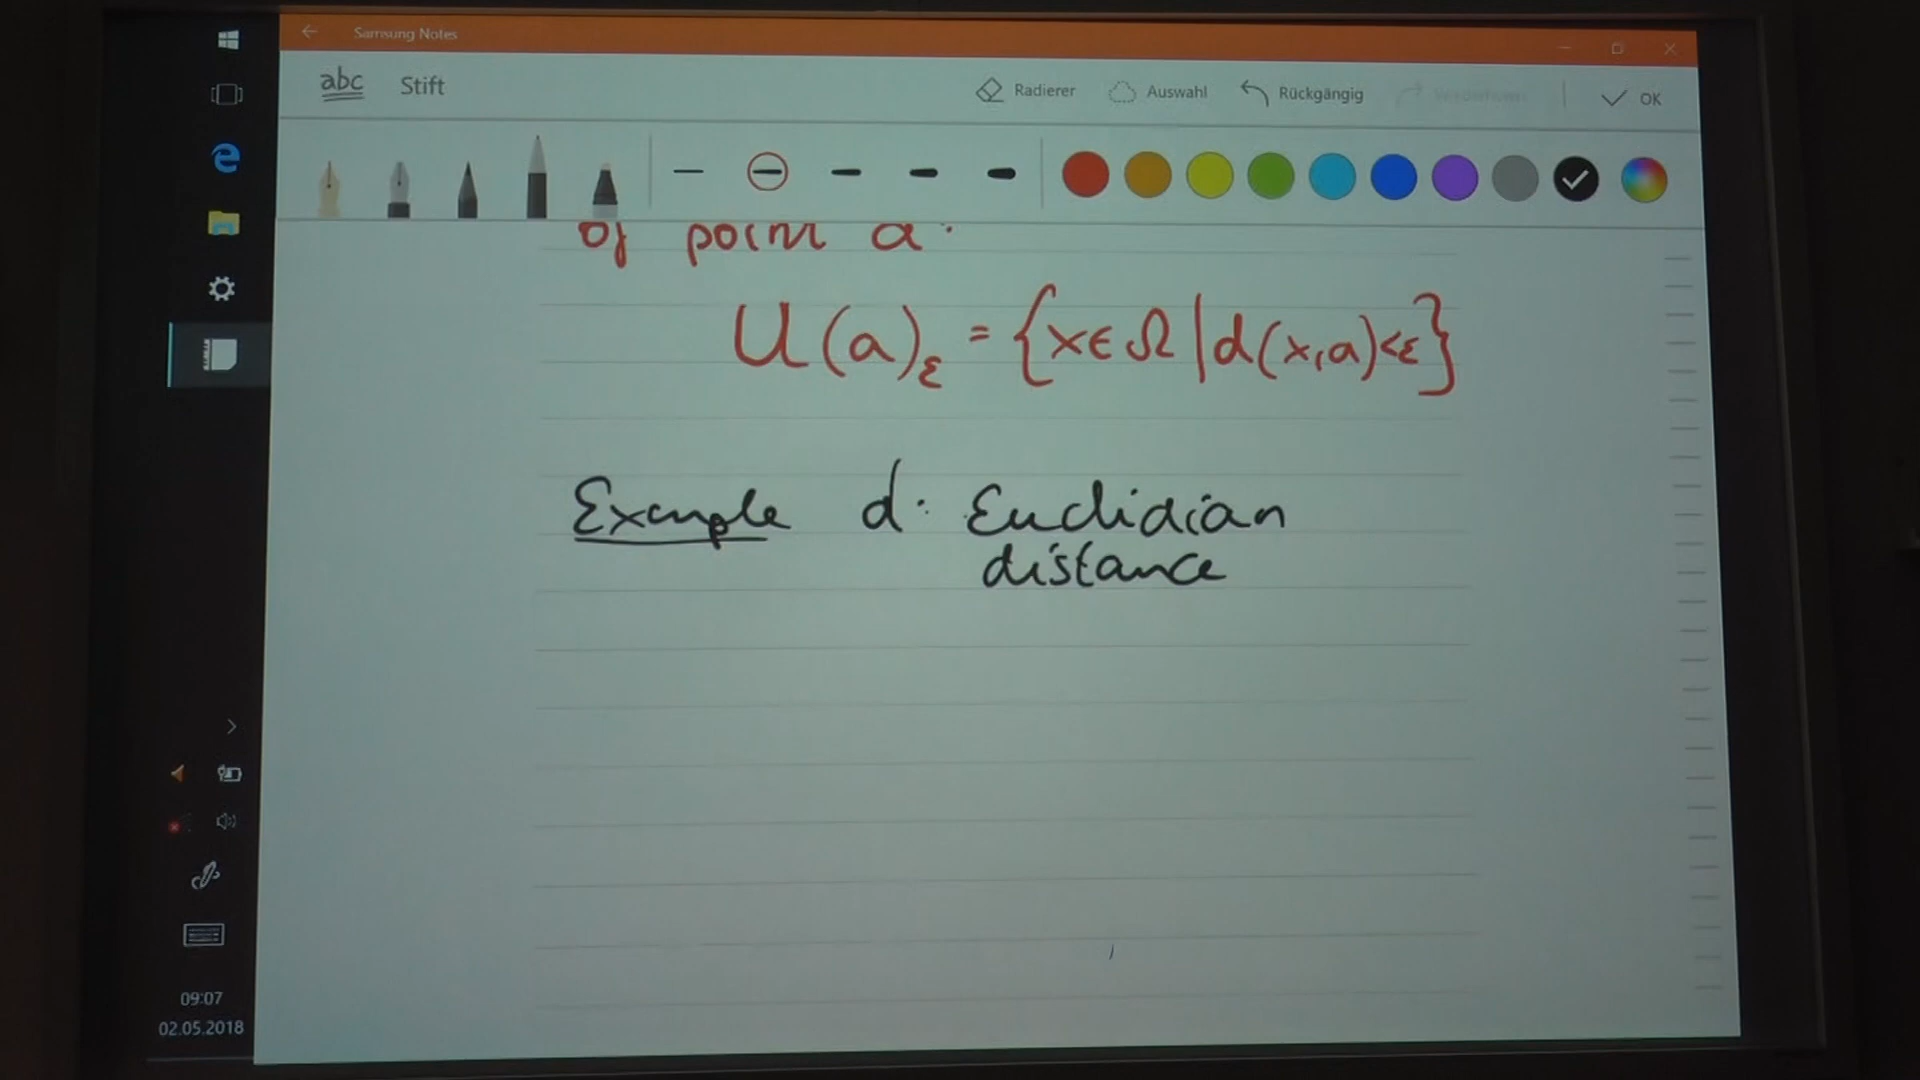 Samsung Notes
abc Stift Radierer Auswahl Rückgängig OK
of point a.
U(a)ε = {x∈Ω | d(x,a)<ε}
Example d: Euclidian
distance
09:07
02.05.2018